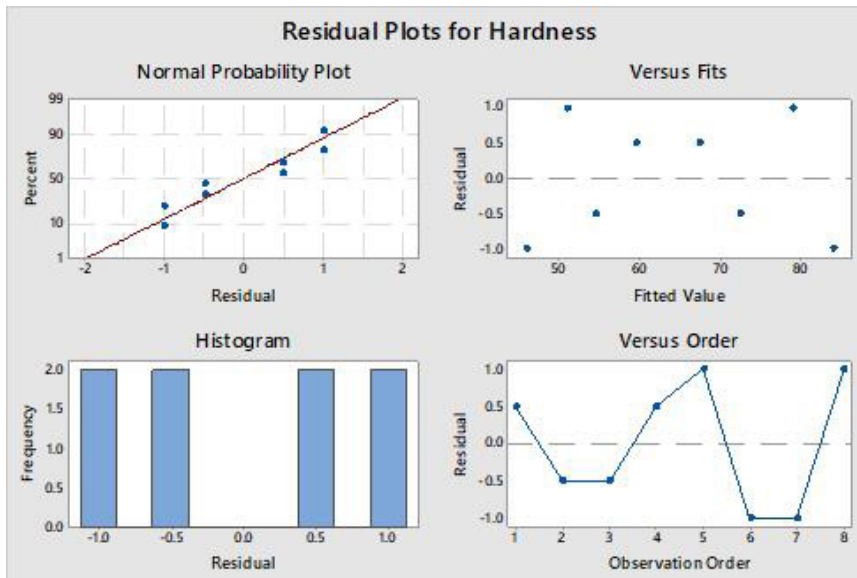 Residual Plots for Hardness
Normal Probability Plot
99
90
50
10
1
Percent
-2 -1 0 1 2
Residual
Versus Fits
1.0
0.5
0.0
-0.5
-1.0
Residual
50 60 70 80
Fitted Value
Histogram
2.0
1.5
1.0
0.5
0.0
Frequency
-1.0 -0.5 0.0 0.5 1.0
Residual
Versus Order
1.0
0.5
0.0
-0.5
-1.0
Residual
1 2 3 4 5 6 7 8
Observation Order